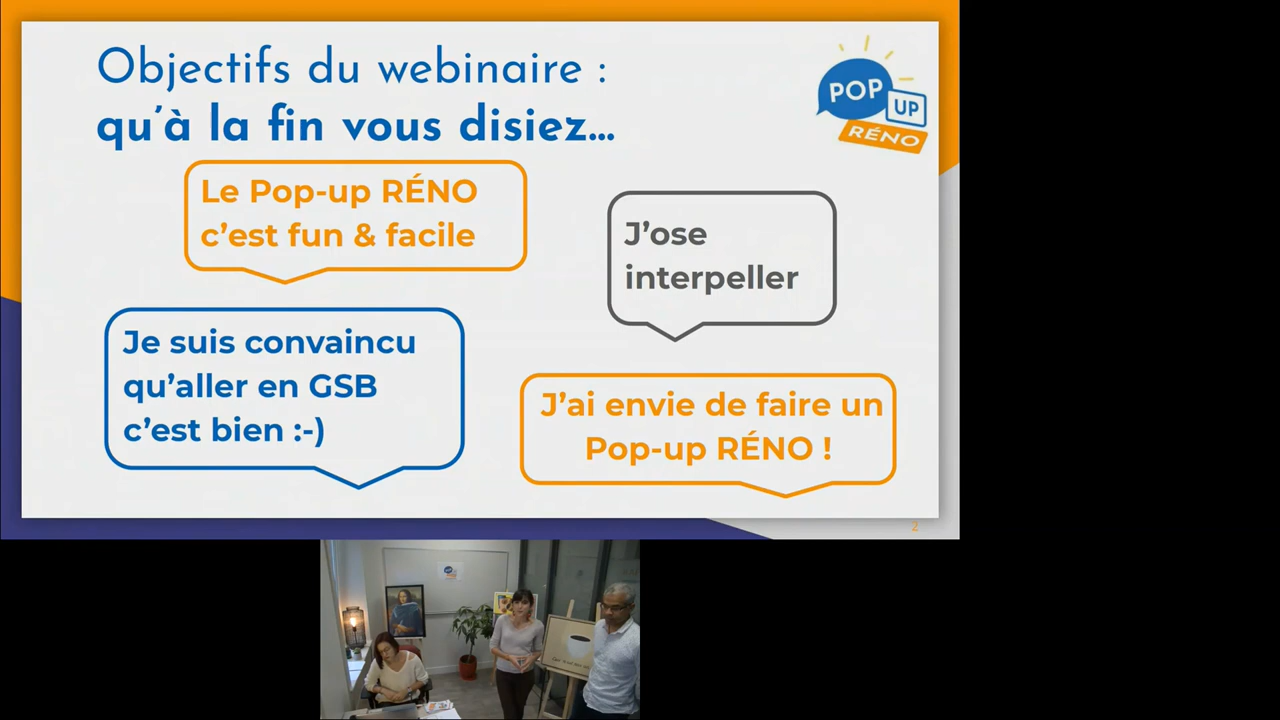 Objectifs du webinaire :
qu'à la fin vous disiez...
POP
UP
RÉNO
Le Pop-up RÉNO
c'est fun & facile
J'ose
interpeller
Je suis convaincu
qu'aller en GSB
c'est bien :-)
J'ai envie de faire un
Pop-up RÉNO !
2